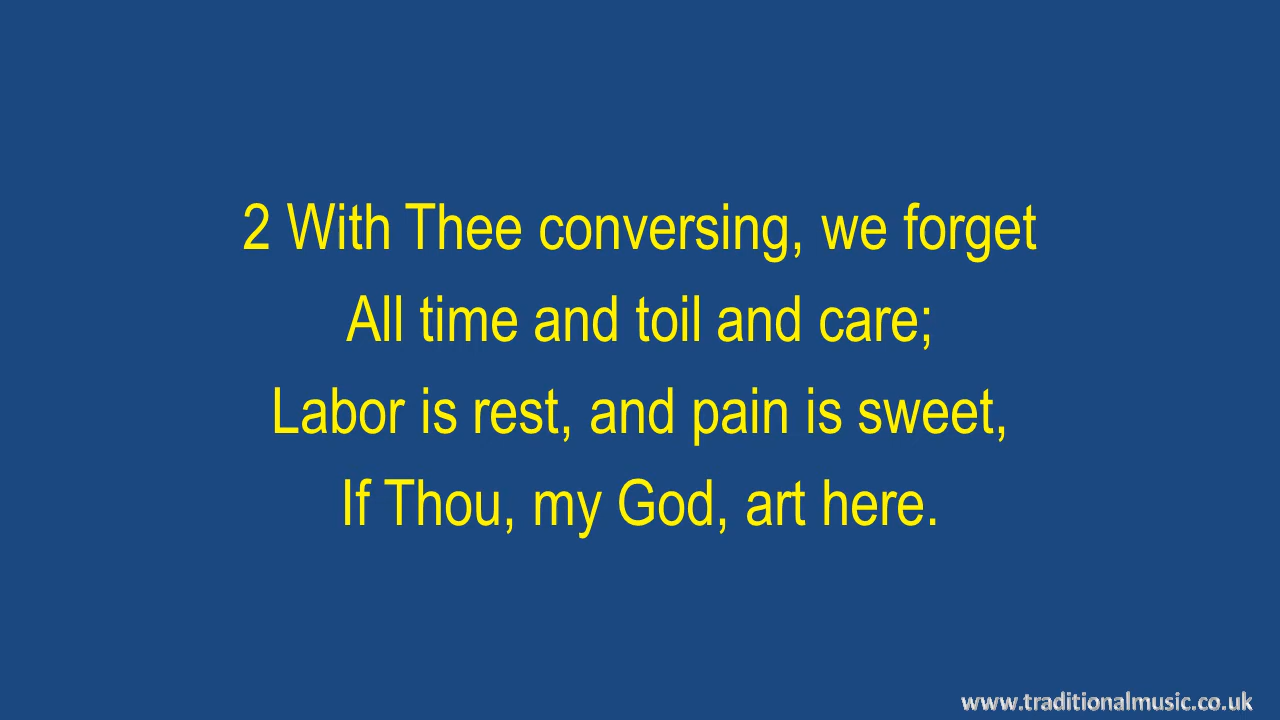 2 With Thee conversing, we forget
All time and toil and care;
Labor is rest, and pain is sweet,
If Thou, my God, art here.
www.traditionalmusic.co.uk